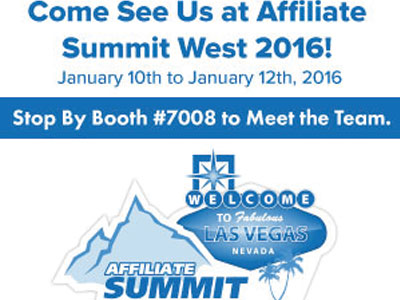 Come See Us at Affiliate
Summit West 2016!
January 10th to January 12th, 2016
Stop By Booth #7008 to Meet the Team.
WELCOME
TO Fabulous
LAS VEGAS
NEVADA
AFFILIATE
SUMMIT